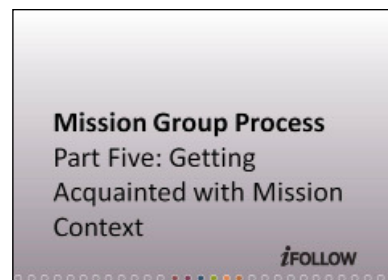 Mission Group Process
Part Five: Getting
Acquainted with Mission
Context
iFOLLOW